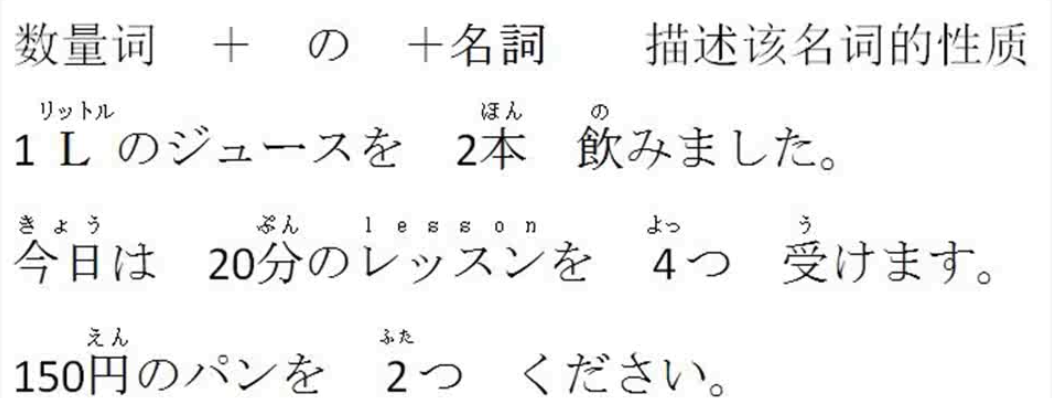 数量词 ＋ の ＋名詞 描述该名词的性质
リットル ほん の
1 L のジュースを 2本 飲みました。
きょう ぷん lesson よっ う
今日は 20分のレッスンを 4つ 受けます。
えん ふた
150円のパンを 2つ ください。